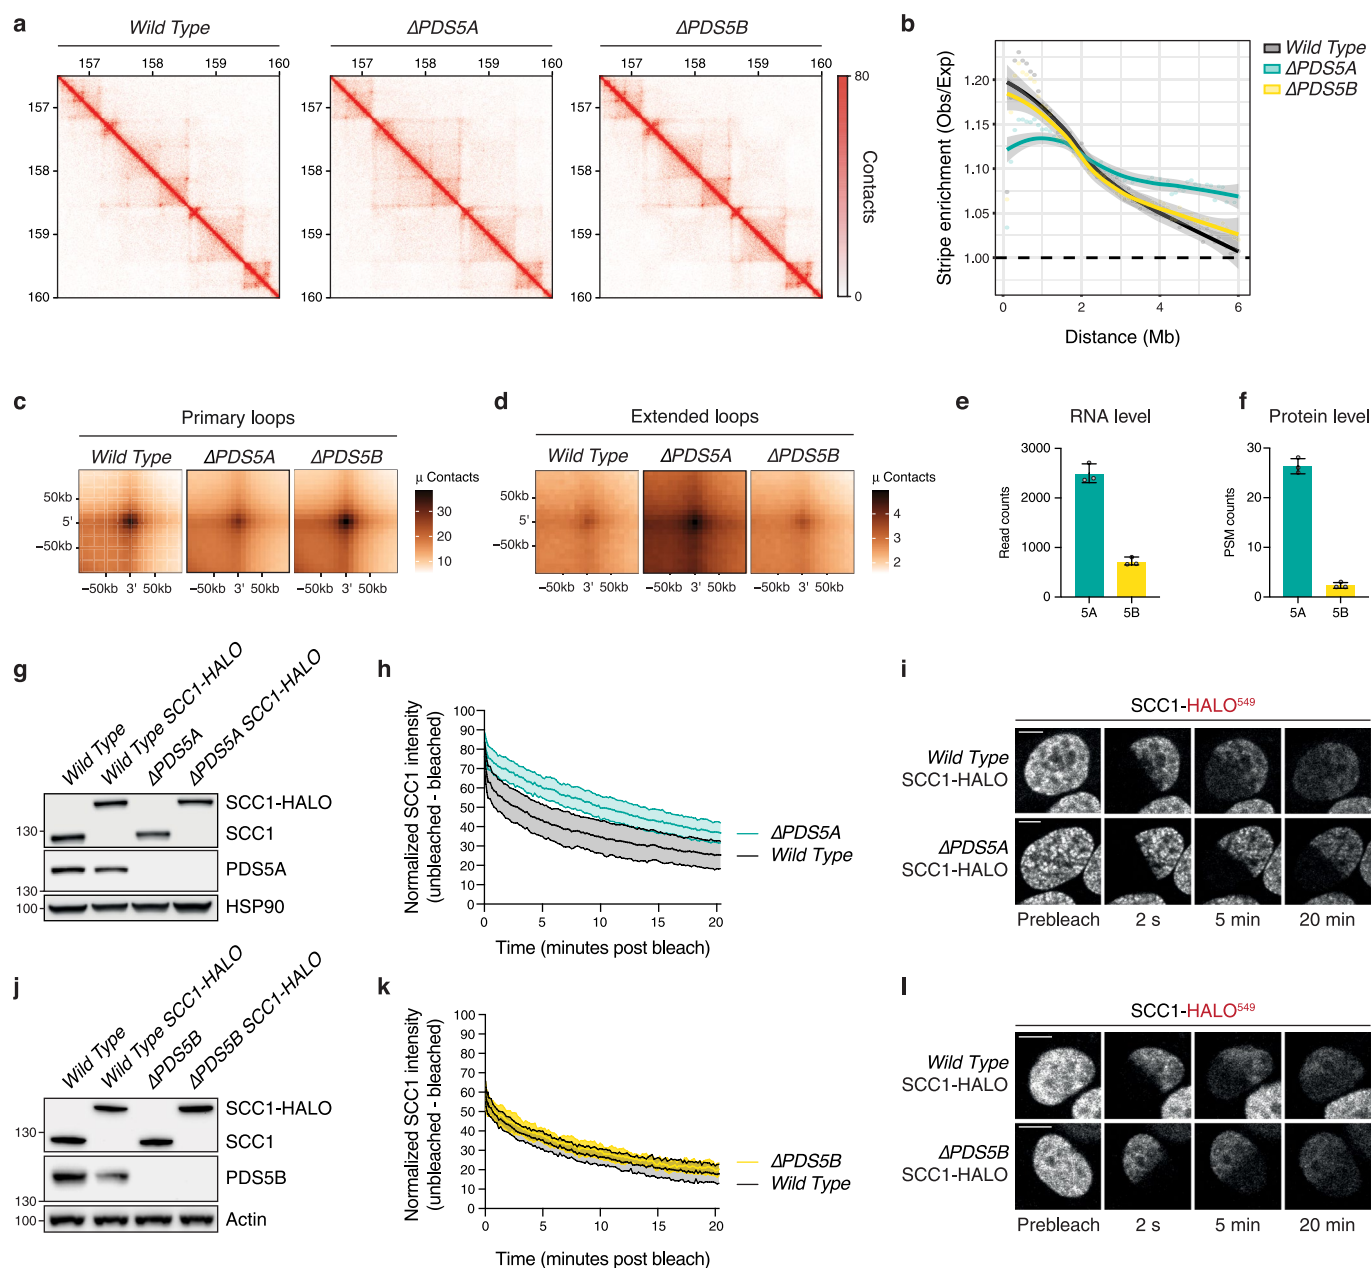 a
Wild Type
ΔPDS5A
ΔPDS5B
157 158 159 160
157 158 159 160
157 158 159 160
157
158
159
160
157
158
159
160
157
158
159
160
80
Contacts
0
b
Stripe enrichment (Obs/Exp)
1.20
1.15
1.10
1.05
1.00
0 2 4 6
Distance (Mb)
Wild Type
ΔPDS5A
ΔPDS5B
c
Primary loops
Wild Type ΔPDS5A ΔPDS5B
50kb
5'
−50kb
−50kb 3' 50kb
−50kb 3' 50kb
−50kb 3' 50kb
μ Contacts
30
20
10
d
Extended loops
Wild Type ΔPDS5A ΔPDS5B
50kb
5'
−50kb
−50kb 3' 50kb
−50kb 3' 50kb
−50kb 3' 50kb
μ Contacts
4
3
2
e
RNA level
Read counts
3000
2000
1000
0
5A 5B
f
Protein level
PSM counts
30
20
10
0
5A 5B
g
Wild Type
Wild Type SCC1-HALO
ΔPDS5A
ΔPDS5A SCC1-HALO
SCC1-HALO
130
SCC1
PDS5A
130
100
HSP90
h
Normalized SCC1 intensity
(unbleached - bleached)
100
90
80
70
60
50
40
30
20
10
0
0 5 10 15 20
Time (minutes post bleach)
ΔPDS5A
Wild Type
i
SCC1-HALO⁵⁴⁹
Wild Type
SCC1-HALO
ΔPDS5A
SCC1-HALO
Prebleach 2 s 5 min 20 min
j
Wild Type
Wild Type SCC1-HALO
ΔPDS5B
ΔPDS5B SCC1-HALO
SCC1-HALO
130
SCC1
PDS5B
130
100
Actin
k
Normalized SCC1 intensity
(unbleached - bleached)
100
90
80
70
60
50
40
30
20
10
0
0 5 10 15 20
Time (minutes post bleach)
ΔPDS5B
Wild Type
l
SCC1-HALO⁵⁴⁹
Wild Type
SCC1-HALO
ΔPDS5B
SCC1-HALO
Prebleach 2 s 5 min 20 min